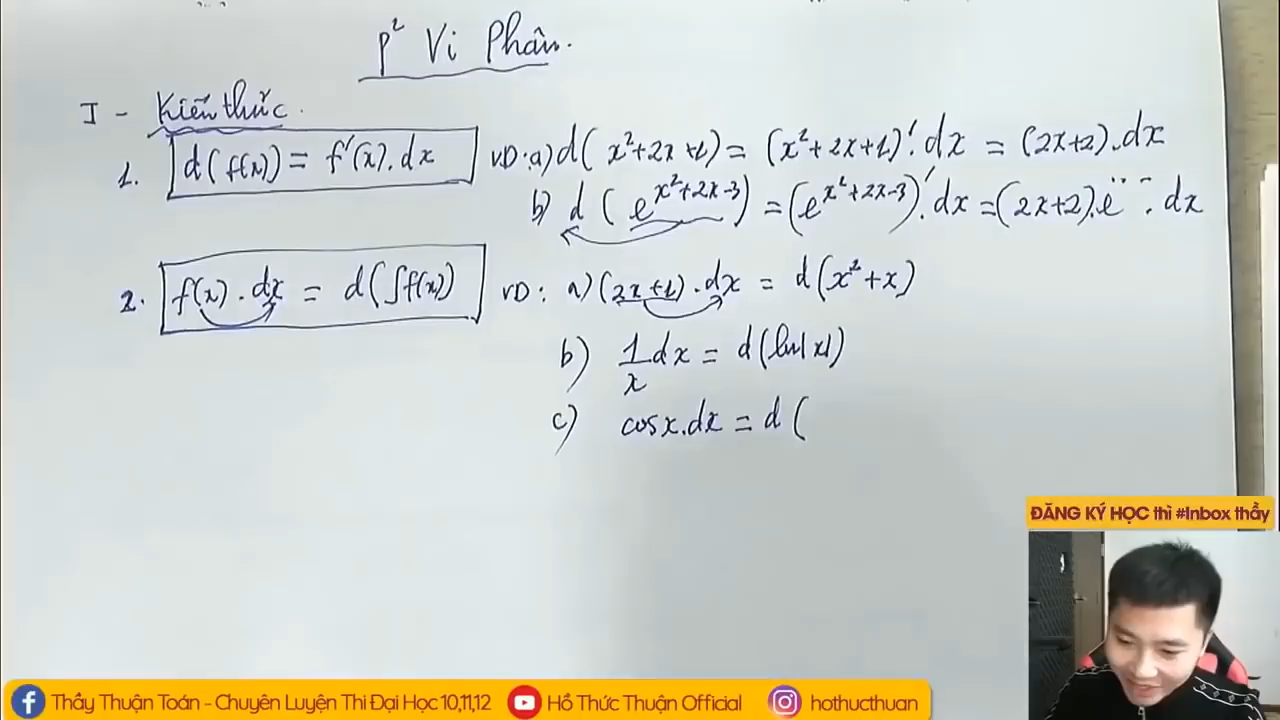 P² Vi Phân.
I - Kiến thức.
1. d(f(x)) = f'(x).dx VD: a) d(x²+2x+1) = (x²+2x+1)'.dx = (2x+2).dx
b) d(e^{x²+2x-3}) = (e^{x²+2x-3})'.dx = (2x+2).e^{...}.dx
2. f(x).dx = d(∫f(x)) VD: a) (2x+1).dx = d(x²+x)
b) 1/x dx = d(ln|x|)
c) cosx.dx = d(
ĐĂNG KÝ HỌC thì #Inbox thầy
Thầy Thuận Toán - Chuyên Luyện Thi Đại Học 10,11,12 Hồ Thức Thuận Official hothucthuan